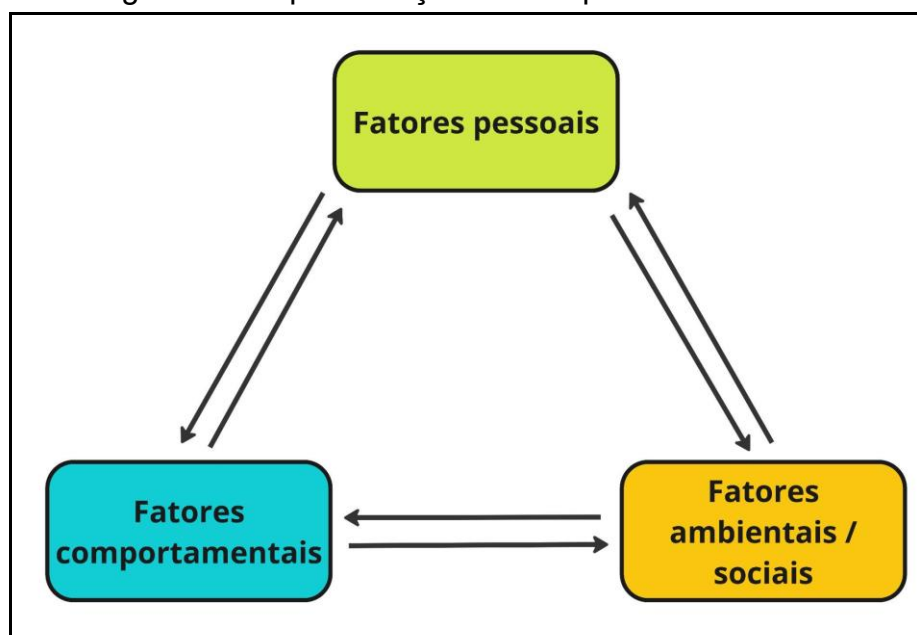 Fatores pessoais
Fatores
comportamentais
Fatores
ambientais /
sociais